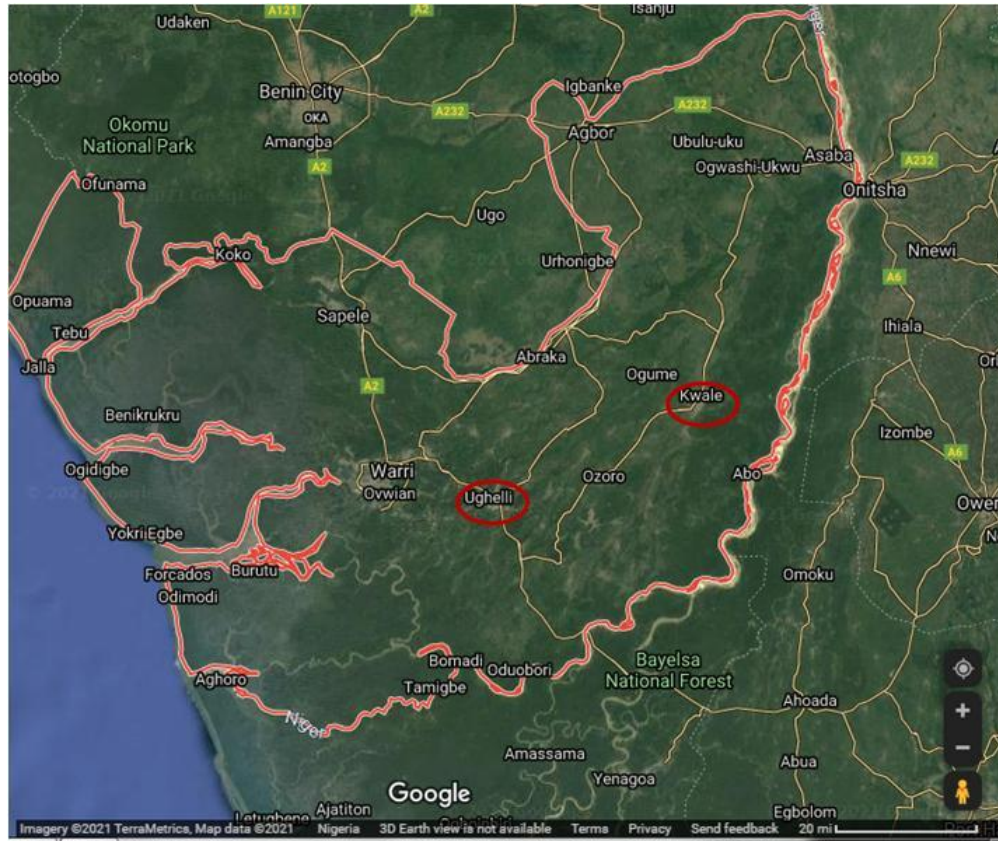 A121
A2
Isanju
Udaken
Niger
otogbo
Benin City
Igbanke
OKA
A232
A232
Okomu
National Park
Amangba
Agbor
Ubulu-uku
Asaba
A232
A2
Ogwashi-Ukwu
Onitsha
Ofunama
Ugo
Nnewi
Koko
Urhonigbe
A6
Opuama
Sapele
Ihiala
Tebu
Jalla
Abraka
Ogume
A2
Kwale
Benikrukru
Izombe
A6
Ogidigbe
Warri
Ozoro
Abo
Ovwian
Ughelli
Ower
Yokri Egbe
Forcados
Burutu
Omoku
Odimodi
Bomadi
Oduobori
Bayelsa
National Forest
Aghoro
Tamigbe
Ahoada
Niger
Amassama
Abua
Yenagoa
Google
Ajatiton
Letugbene
Egbolom
Imagery ©2021 TerraMetrics, Map data ©2021 Nigeria 3D Earth view is not available Terms Privacy Send feedback 20 mi